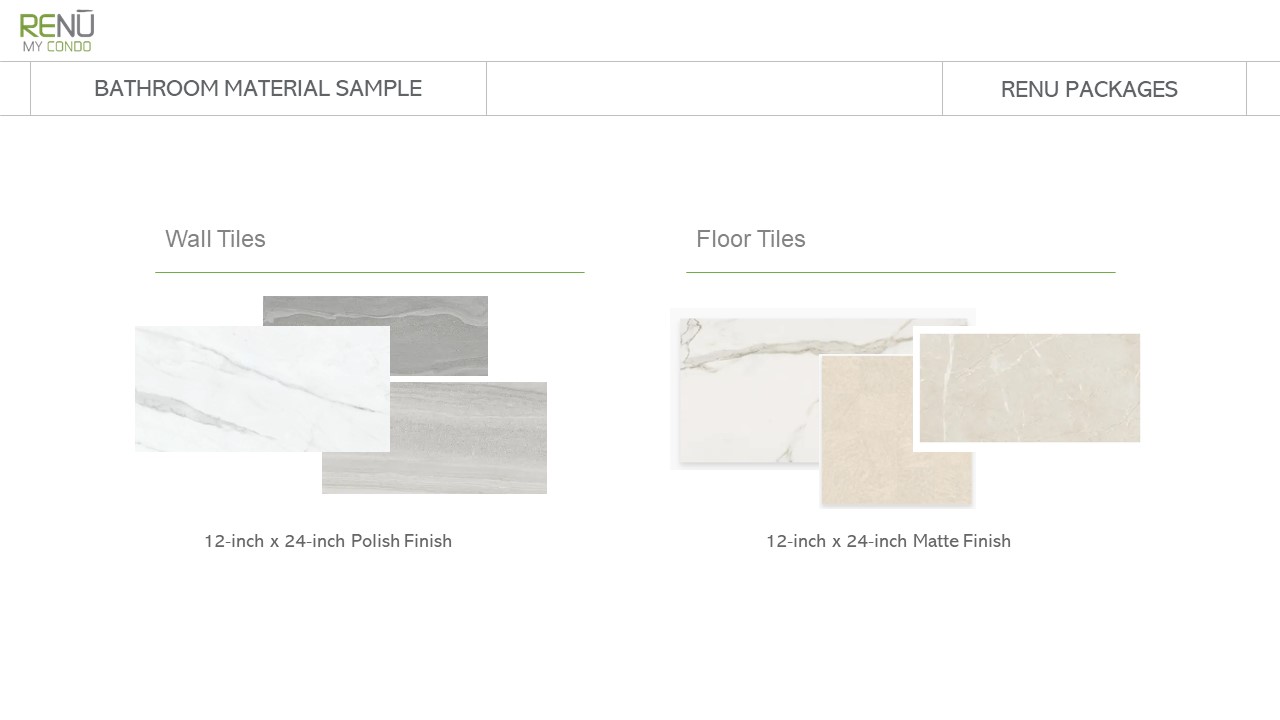 RENŪ
MY CONDO
BATHROOM MATERIAL SAMPLE
RENU PACKAGES
Wall Tiles
Floor Tiles
12-inch x 24-inch Polish Finish
12-inch x 24-inch Matte Finish